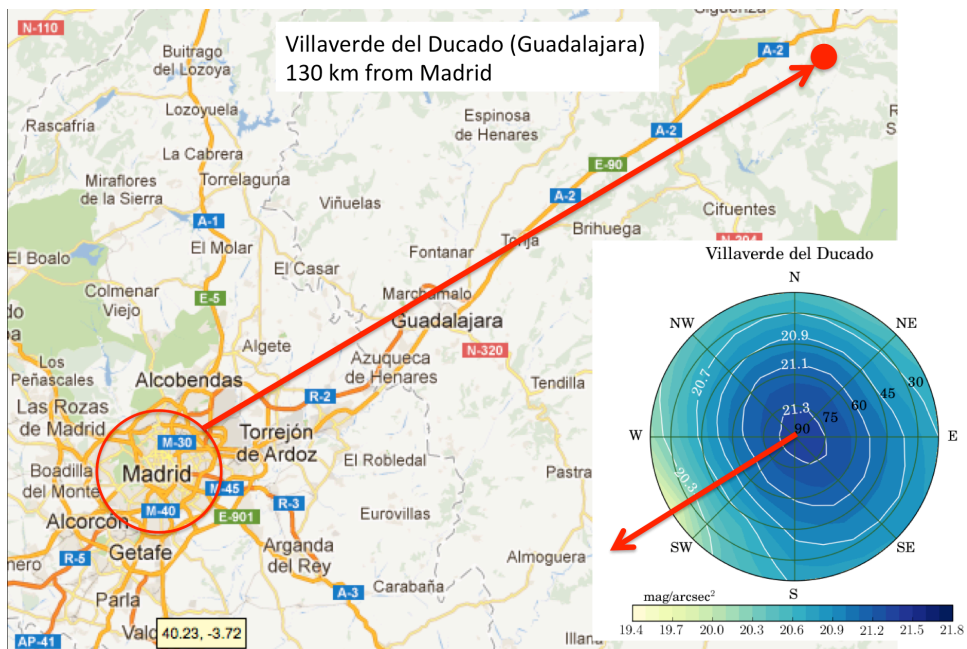 N-110
Siguenza
Villaverde del Ducado (Guadalajara)
130 km from Madrid
A-2
Buitrago
del Lozoya
Lozoyuela
Espinosa
de Henares
Rascafría
A-2
La Cabrera
E-90
Miraflores
de la Sierra
Torrelaguna
A-2
Viñuelas
Cifuentes
A-1
Brihuega
N-204
El Molar
Torija
El Boalo
Fontanar
Villaverde del Ducado
El Casar
N
Colmenar
Viejo
E-5
Marchamalo
NW
NE
Guadalajara
20.9
Algete
N-320
21.1
Los
Peñascales
Azuqueca
de Henares
20.7
30
Alcobendas
Tendilla
45
R-2
60
Las Rozas
de Madrid
21.3
75
Torrejón
de Ardoz
M-30
90
W
E
El Robledal
Boadilla
del Monte
Madrid
Pastra
M-45
20.3
R-3
M-40
Eurovillas
Alcorcón
E-901
SW
SE
Getafe
Arganda
del Rey
Almoguera
R-5
nero
Carabaña
S
A-3
Parla
mag/arcsec²
40.23, -3.72
19.4 19.7 20.0 20.3 20.6 20.9 21.2 21.5 21.8
AP-41
Illana